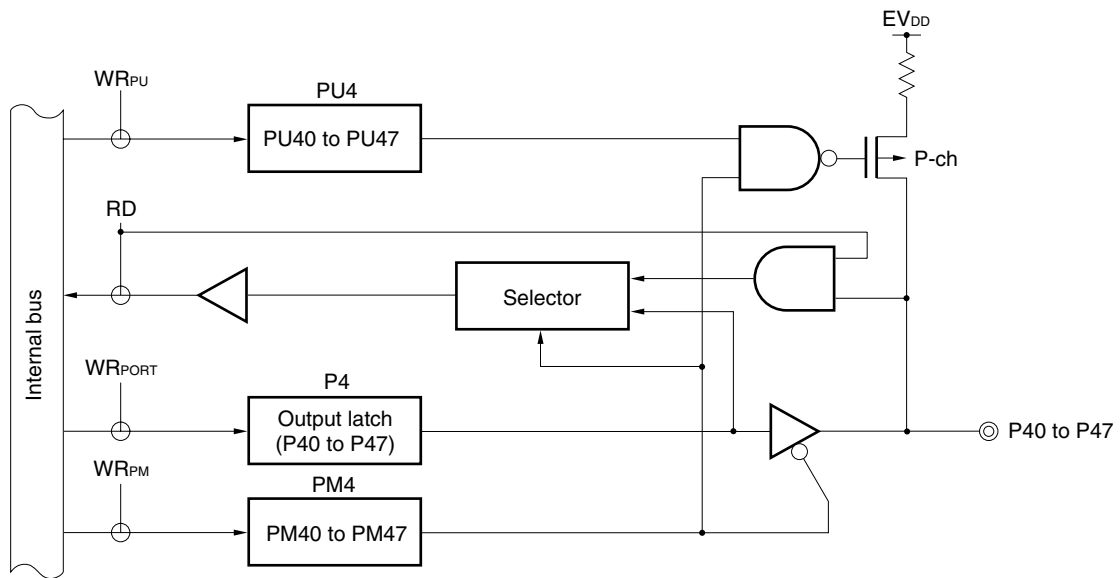 EVDD
WRPU
PU4
PU40 to PU47
P-ch
RD
Selector
Internal bus
WRPORT
P4
Output latch
(P40 to P47)
P40 to P47
WRPM
PM4
PM40 to PM47